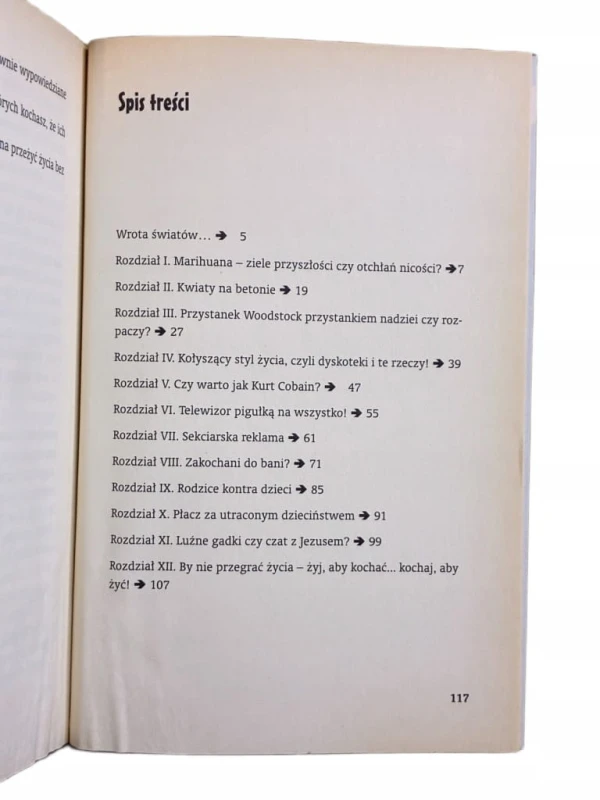 wnie wypowiedziane
rych kochasz, że ich
na przeżyć życia bez
Spis treści
Wrota światów... ➔ 5
Rozdział I. Marihuana – ziele przyszłości czy otchłań nicości? ➔7
Rozdział II. Kwiaty na betonie ➔ 19
Rozdział III. Przystanek Woodstock przystankiem nadziei czy roz-
paczy? ➔ 27
Rozdział IV. Kołyszący styl życia, czyli dyskoteki i te rzeczy! ➔ 39
Rozdział V. Czy warto jak Kurt Cobain? ➔ 47
Rozdział VI. Telewizor pigułką na wszystko! ➔ 55
Rozdział VII. Sekciarska reklama ➔ 61
Rozdział VIII. Zakochani do bani? ➔ 71
Rozdział IX. Rodzice kontra dzieci ➔ 85
Rozdział X. Płacz za utraconym dzieciństwem ➔ 91
Rozdział XI. Luźne gadki czy czat z Jezusem? ➔ 99
Rozdział XII. By nie przegrać życia – żyj, aby kochać... kochaj, aby
żyć! ➔ 107
117